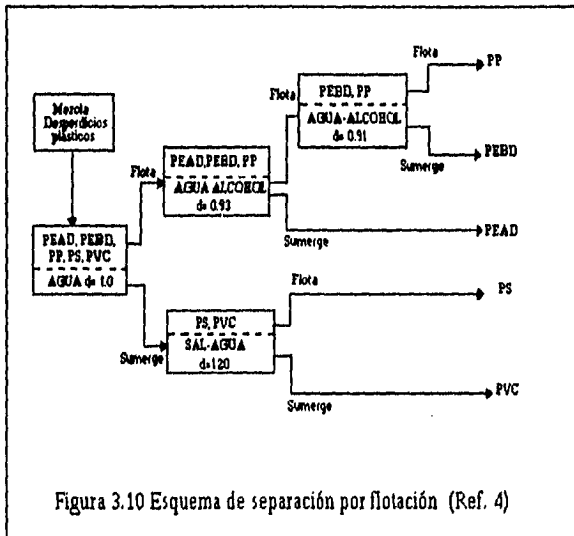 Mezcla
Desperdicios
plásticos
PEAD, PEBD,
PP, PS, PVC
AGUA d= 1.0
Flota
Sumerge
PEAD,PEBD, PP
AGUA ALCOHOL
d= 0.93
Flota
Sumerge
PEBD, PP
AGUA-ALCOHOL
d= 0.91
Flota
PP
Sumerge
PEBD
PEAD
PS, PVC
SAL-AGUA
d=120
Flota
PS
Sumerge
PVC
Figura 3.10 Esquema de separación por flotación (Ref. 4)